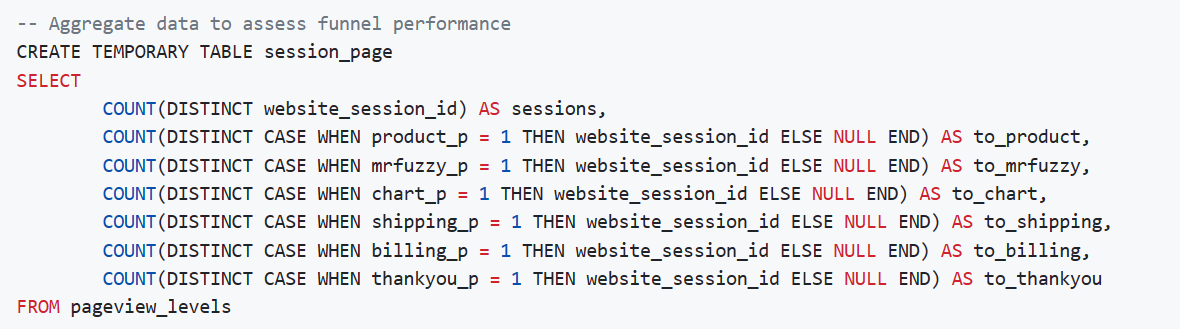 -- Aggregate data to assess funnel performance
CREATE TEMPORARY TABLE session_page
SELECT
COUNT(DISTINCT website_session_id) AS sessions,
COUNT(DISTINCT CASE WHEN product_p = 1 THEN website_session_id ELSE NULL END) AS to_product,
COUNT(DISTINCT CASE WHEN mrfuzzy_p = 1 THEN website_session_id ELSE NULL END) AS to_mrfuzzy,
COUNT(DISTINCT CASE WHEN chart_p = 1 THEN website_session_id ELSE NULL END) AS to_chart,
COUNT(DISTINCT CASE WHEN shipping_p = 1 THEN website_session_id ELSE NULL END) AS to_shipping,
COUNT(DISTINCT CASE WHEN billing_p = 1 THEN website_session_id ELSE NULL END) AS to_billing,
COUNT(DISTINCT CASE WHEN thankyou_p = 1 THEN website_session_id ELSE NULL END) AS to_thankyou
FROM pageview_levels